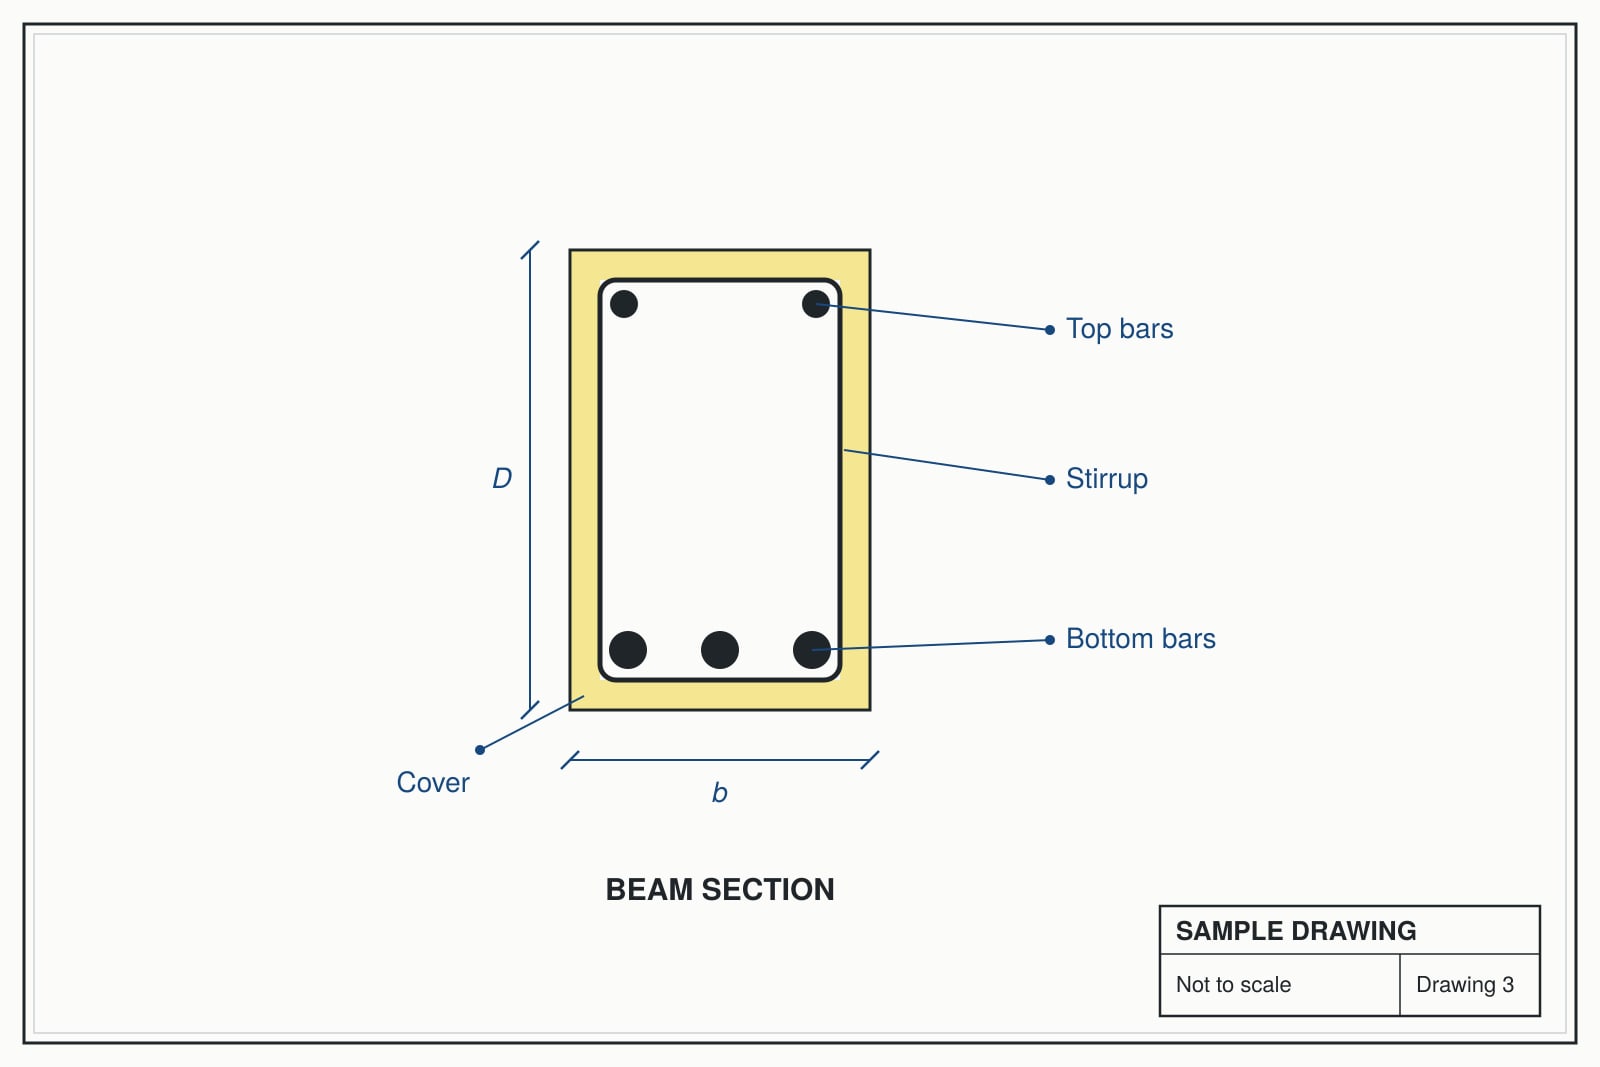 Top bars
D
Stirrup
Bottom bars
Cover
b
BEAM SECTION
SAMPLE DRAWING
Not to scale
Drawing 3